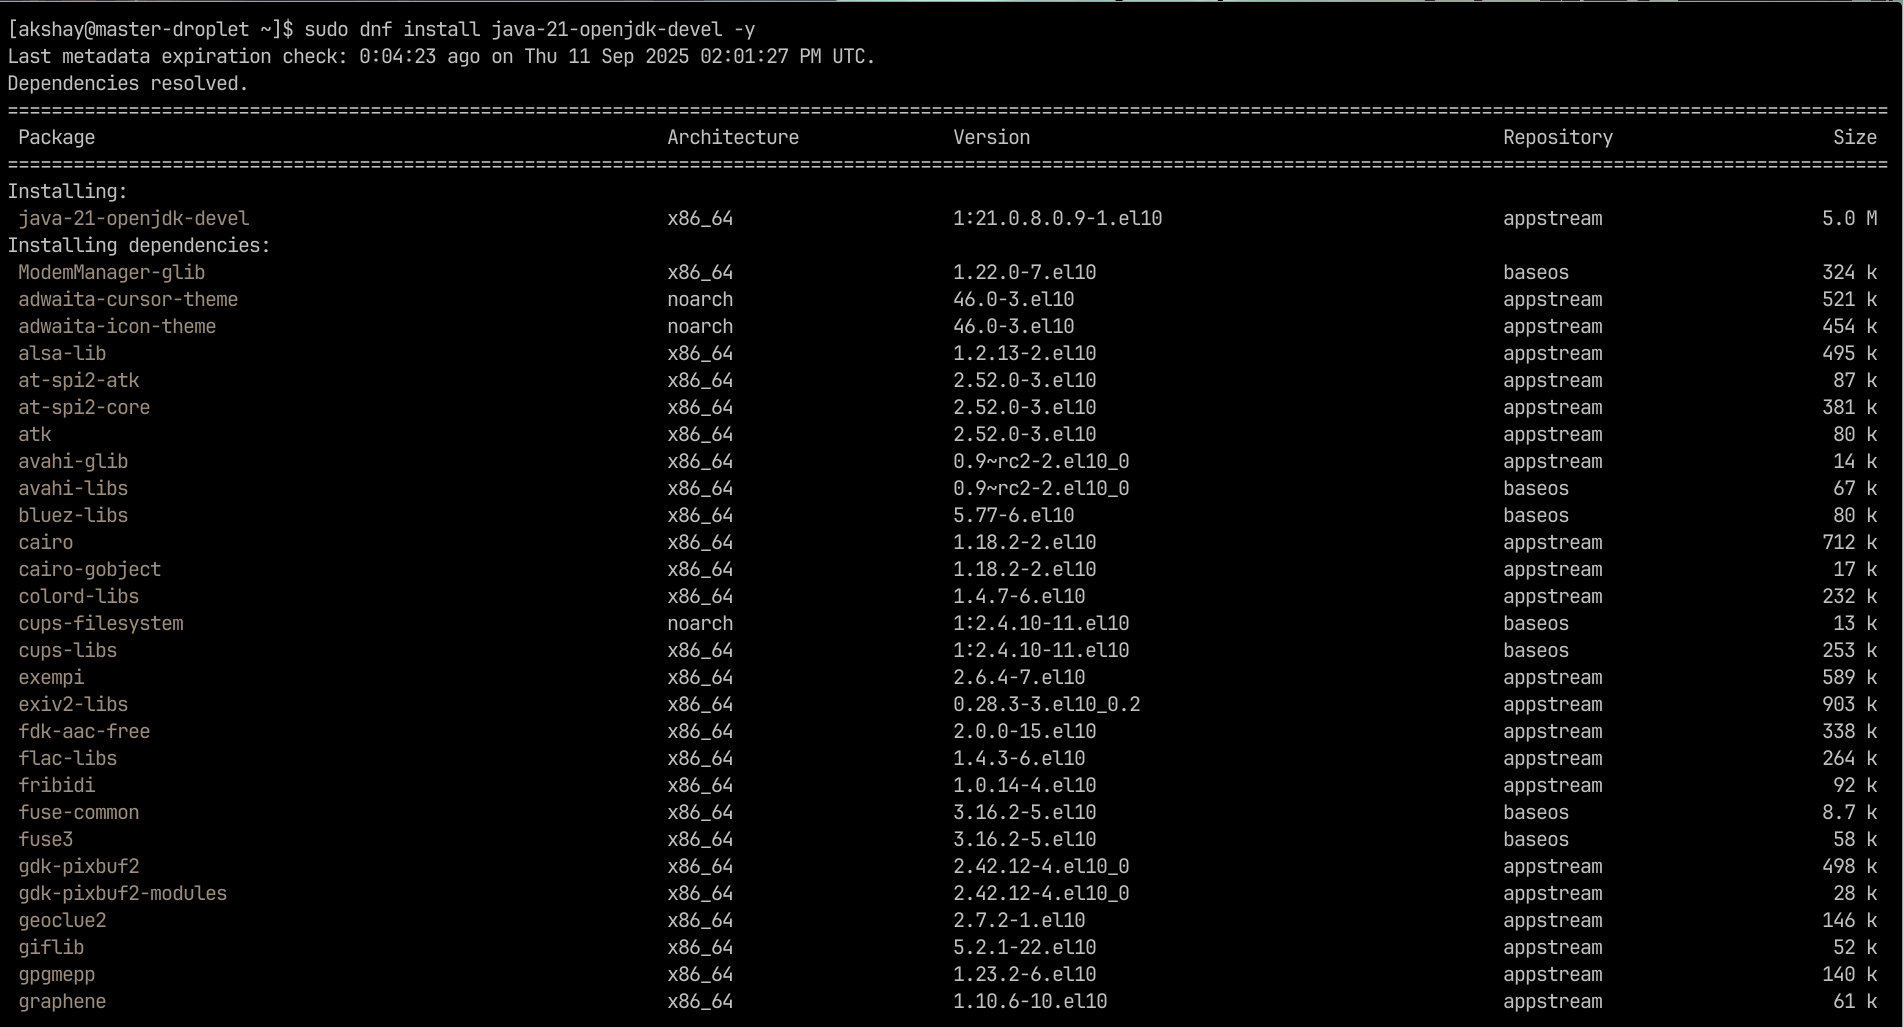 [akshay@master-droplet ~]$ sudo dnf install java-21-openjdk-devel -y
Last metadata expiration check: 0:04:23 ago on Thu 11 Sep 2025 02:01:27 PM UTC.
Dependencies resolved.
================================================================================
Package Architecture Version Repository Size
================================================================================
Installing:
java-21-openjdk-devel x86_64 1:21.0.8.0.9-1.el10 appstream 5.0 M
Installing dependencies:
ModemManager-glib x86_64 1.22.0-7.el10 baseos 324 k
adwaita-cursor-theme noarch 46.0-3.el10 appstream 521 k
adwaita-icon-theme noarch 46.0-3.el10 appstream 454 k
alsa-lib x86_64 1.2.13-2.el10 appstream 495 k
at-spi2-atk x86_64 2.52.0-3.el10 appstream 87 k
at-spi2-core x86_64 2.52.0-3.el10 appstream 381 k
atk x86_64 2.52.0-3.el10 appstream 80 k
avahi-glib x86_64 0.9~rc2-2.el10_0 appstream 14 k
avahi-libs x86_64 0.9~rc2-2.el10_0 baseos 67 k
bluez-libs x86_64 5.77-6.el10 baseos 80 k
cairo x86_64 1.18.2-2.el10 appstream 712 k
cairo-gobject x86_64 1.18.2-2.el10 appstream 17 k
colord-libs x86_64 1.4.7-6.el10 appstream 232 k
cups-filesystem noarch 1:2.4.10-11.el10 baseos 13 k
cups-libs x86_64 1:2.4.10-11.el10 baseos 253 k
exempi x86_64 2.6.4-7.el10 appstream 589 k
exiv2-libs x86_64 0.28.3-3.el10_0.2 appstream 903 k
fdk-aac-free x86_64 2.0.0-15.el10 appstream 338 k
flac-libs x86_64 1.4.3-6.el10 appstream 264 k
fribidi x86_64 1.0.14-4.el10 appstream 92 k
fuse-common x86_64 3.16.2-5.el10 baseos 8.7 k
fuse3 x86_64 3.16.2-5.el10 baseos 58 k
gdk-pixbuf2 x86_64 2.42.12-4.el10_0 appstream 498 k
gdk-pixbuf2-modules x86_64 2.42.12-4.el10_0 appstream 28 k
geoclue2 x86_64 2.7.2-1.el10 appstream 146 k
giflib x86_64 5.2.1-22.el10 appstream 52 k
gpgmepp x86_64 1.23.2-6.el10 appstream 140 k
graphene x86_64 1.10.6-10.el10 appstream 61 k